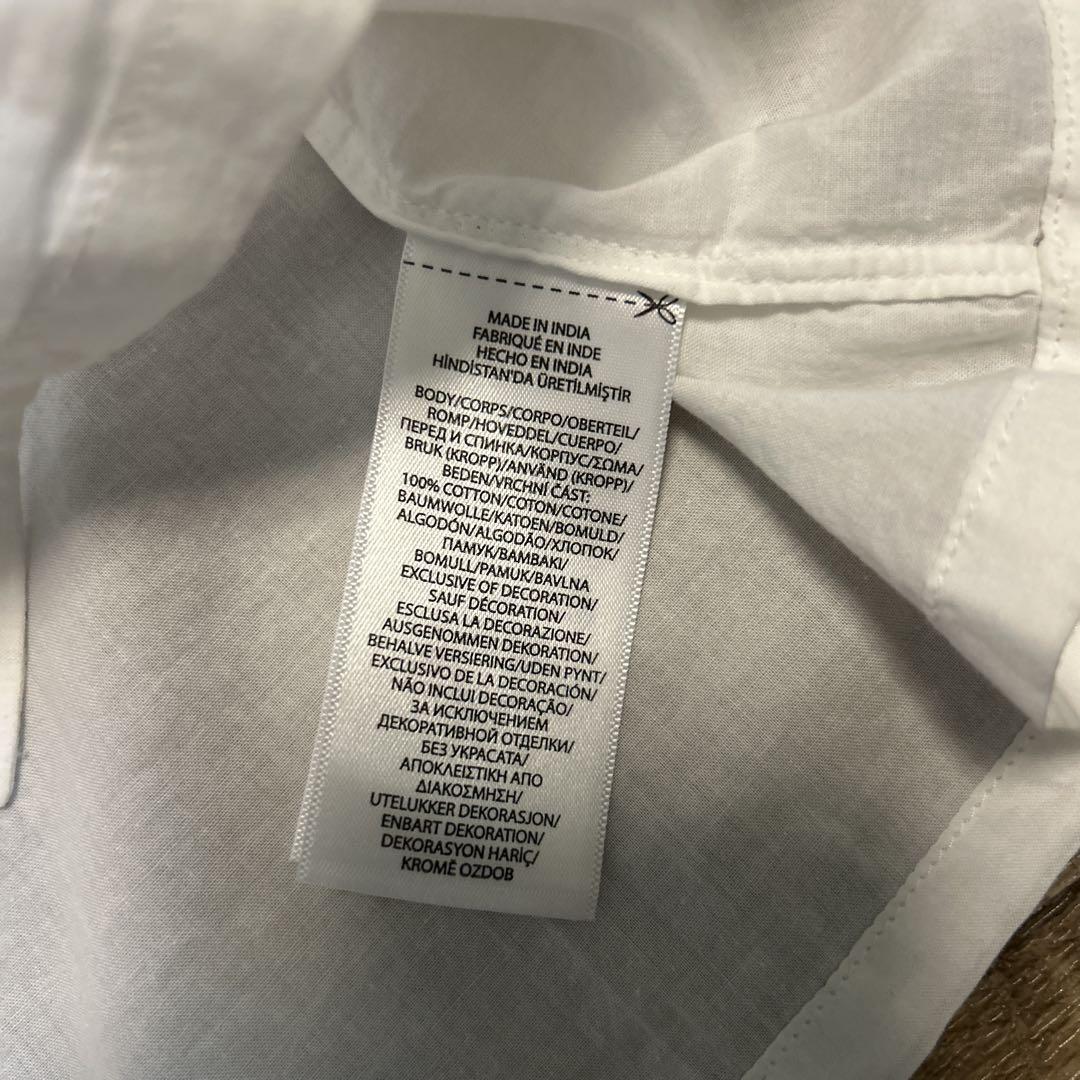 MADE IN INDIA
FABRIQUÉ EN INDE
HECHO EN INDIA
HİNDİSTAN'DA ÜRETİLMİŞTİR
BODY/CORPS/CORPO/OBERTEIL/
ROMP/HOVEDDEL/CUERPO/
ПЕРЕД И СПИНКА/КОРПУС/ΣΩΜΑ/
BRUK (KROPP)/ANVÄND (KROPP)/
BEDEN/VRCHNÍ ČÁST:
100% COTTON/COTON/COTONE/
BAUMWOLLE/KATOEN/BOMULD/
ALGODÓN/ALGODÃO/ХЛОПОК/
ПАМУК/BAMBAKI/
BOMULL/PAMUK/BAVLNA
EXCLUSIVE OF DECORATION/
SAUF DÉCORATION/
ESCLUSA LA DECORAZIONE/
AUSGENOMMEN DEKORATION/
BEHALVE VERSIERING/UDEN PYNT/
EXCLUSIVO DE LA DECORACIÓN/
NÃO INCLUI DECORAÇÃO/
ЗА ИСКЛЮЧЕНИЕМ
ДЕКОРАТИВНОЙ ОТДЕЛКИ/
БЕЗ УКРАСАТА/
ΑΠΟΚΛΕΙΣΤΙΚΗ ΑΠΟ
ΔΙΑΚΟΣΜΗΣΗ/
UTELUKKER DEKORASJON/
ENBART DEKORATION/
DEKORASYON HARİÇ/
KROMĚ OZDOB